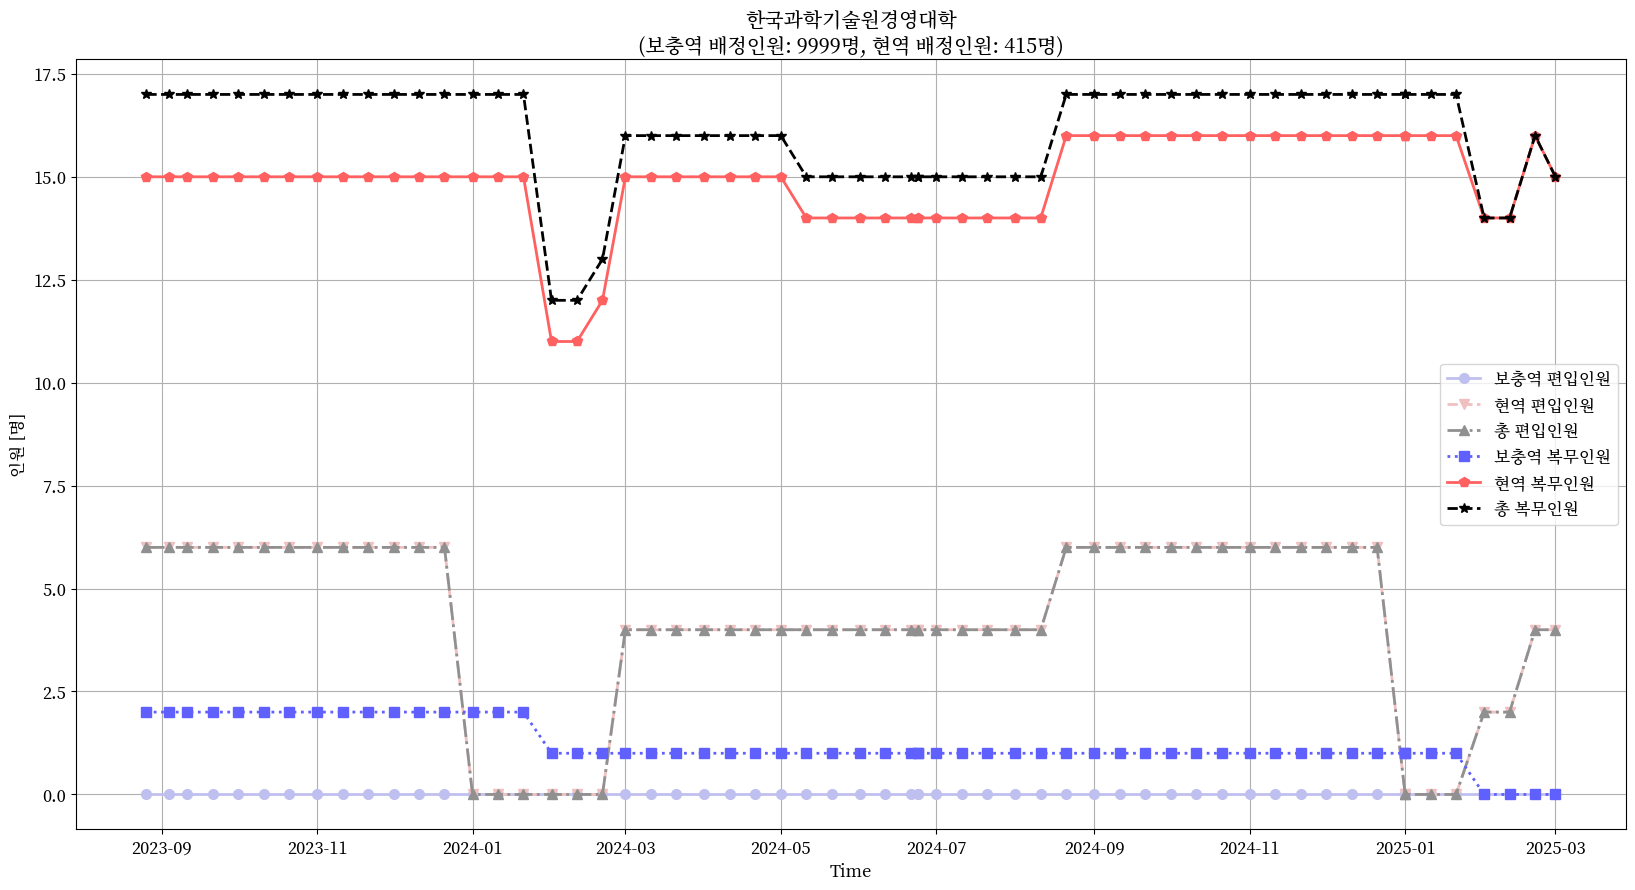 한국과학기술원경영대학
(보충역 배정인원: 9999명, 현역 배정인원: 415명)
인원 [명]
17.5
15.0
12.5
10.0
7.5
5.0
2.5
0.0
보충역 편입인원
현역 편입인원
총 편입인원
보충역 복무인원
현역 복무인원
총 복무인원
2023-09
2023-11
2024-01
2024-03
2024-05
2024-07
2024-09
2024-11
2025-01
2025-03
Time